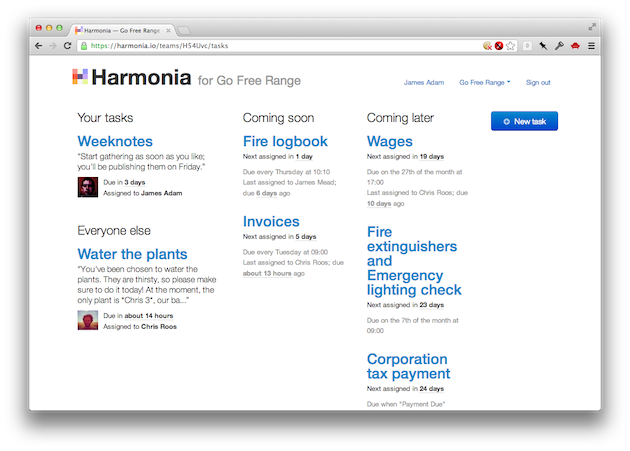 Harmonia — Go Free Range
https://harmonia.io/teams/H54Uvc/tasks
Harmonia for Go Free Range
James Adam
Go Free Range
Sign out
Your tasks
Weeknotes
"Start gathering as soon as you like;
you'll be publishing them on Friday."
Due in 3 days
Assigned to James Adam
Everyone else
Water the plants
"You've been chosen to water the
plants. They are thirsty, so please make
sure to do it today! At the moment, the
only plant is *Chris 3*, our ba..."
Due in about 14 hours
Assigned to Chris Roos
Coming soon
Fire logbook
Next assigned in 1 day
Due every Thursday at 10:10
Last assigned to James Mead;
due 6 days ago
Invoices
Next assigned in 5 days
Due every Tuesday at 09:00
Last assigned to Chris Roos; due
about 13 hours ago
Coming later
Wages
Next assigned in 19 days
Due on the 27th of the month at
17:00
Last assigned to Chris Roos; due
10 days ago
Fire
extinguishers
and
Emergency
lighting check
Next assigned in 23 days
Due on the 7th of the month at
09:00
Corporation
tax payment
Next assigned in 24 days
Due when "Payment Due"
New task